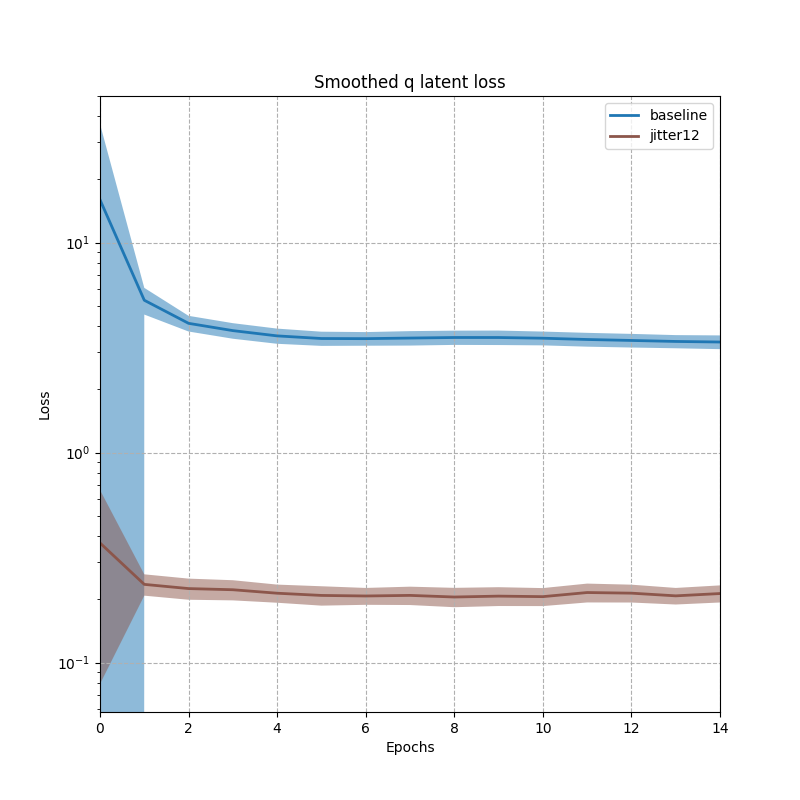 Smoothed q latent loss
baseline
jitter12
Loss
10¹
10⁰
10⁻¹
0 2 4 6 8 10 12 14
Epochs